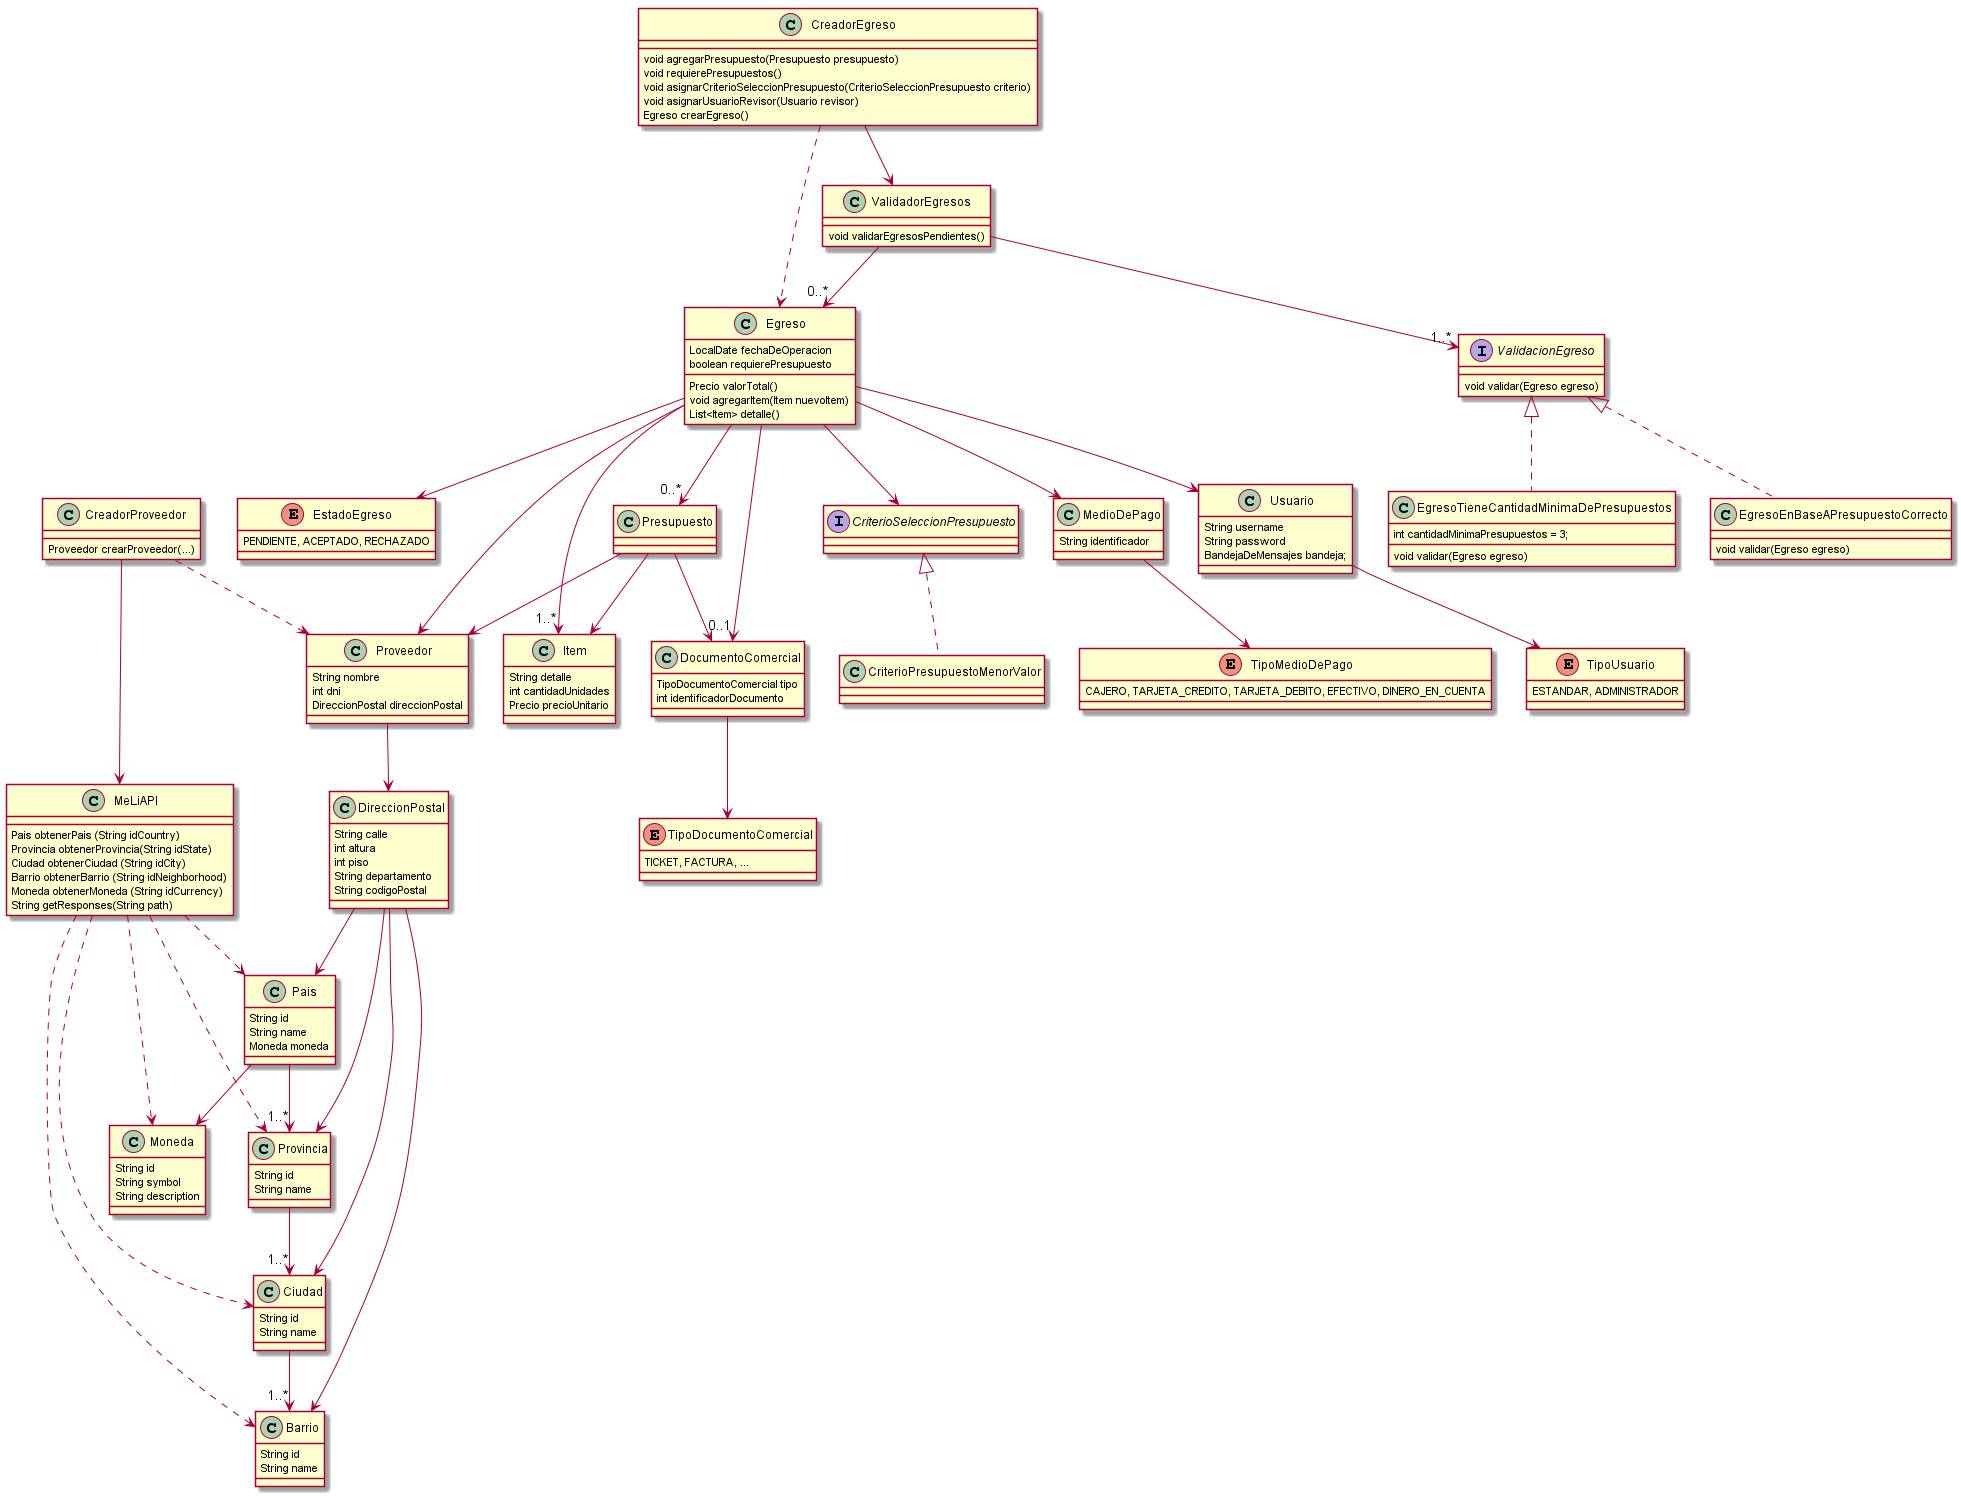 C CreadorEgreso
void agregarPresupuesto(Presupuesto presupuesto)
void requierePresupuestos()
void asignarCriterioSeleccionPresupuesto(CriterioSeleccionPresupuesto criterio)
void asignarUsuarioRevisor(Usuario revisor)
Egreso crearEgreso()
C ValidadorEgresos
void validarEgresosPendientes()
0..*
1..*
C Egreso
LocalDate fechaDeOperacion
boolean requierePresupuesto
Precio valorTotal()
void agregarItem(Item nuevoItem)
List<Item> detalle()
I ValidacionEgreso
void validar(Egreso egreso)
C CreadorProveedor
Proveedor crearProveedor(...)
E EstadoEgreso
PENDIENTE, ACEPTADO, RECHAZADO
0..*
C Presupuesto
I CriterioSeleccionPresupuesto
C MedioDePago
String identificador
C Usuario
String username
String password
BandejaDeMensajes bandeja;
C EgresoTieneCantidadMinimaDePresupuestos
int cantidadMinimaPresupuestos = 3;
void validar(Egreso egreso)
C EgresoEnBaseAPresupuestoCorrecto
void validar(Egreso egreso)
1..*
0..1
C Proveedor
String nombre
int dni
DireccionPostal direccionPostal
C Item
String detalle
int cantidadUnidades
Precio precioUnitario
C DocumentoComercial
TipoDocumentoComercial tipo
int identificadorDocumento
C CriterioPresupuestoMenorValor
E TipoMedioDePago
CAJERO, TARJETA_CREDITO, TARJETA_DEBITO, EFECTIVO, DINERO_EN_CUENTA
E TipoUsuario
ESTANDAR, ADMINISTRADOR
C MeLiAPI
Pais obtenerPais (String idCountry)
Provincia obtenerProvincia(String idState)
Ciudad obtenerCiudad (String idCity)
Barrio obtenerBarrio (String idNeighborhood)
Moneda obtenerMoneda (String idCurrency)
String getResponses(String path)
C DireccionPostal
String calle
int altura
int piso
String departamento
String codigoPostal
E TipoDocumentoComercial
TICKET, FACTURA, ...
C Pais
String id
String name
Moneda moneda
1..*
C Moneda
String id
String symbol
String description
C Provincia
String id
String name
1..*
C Ciudad
String id
String name
1..*
C Barrio
String id
String name